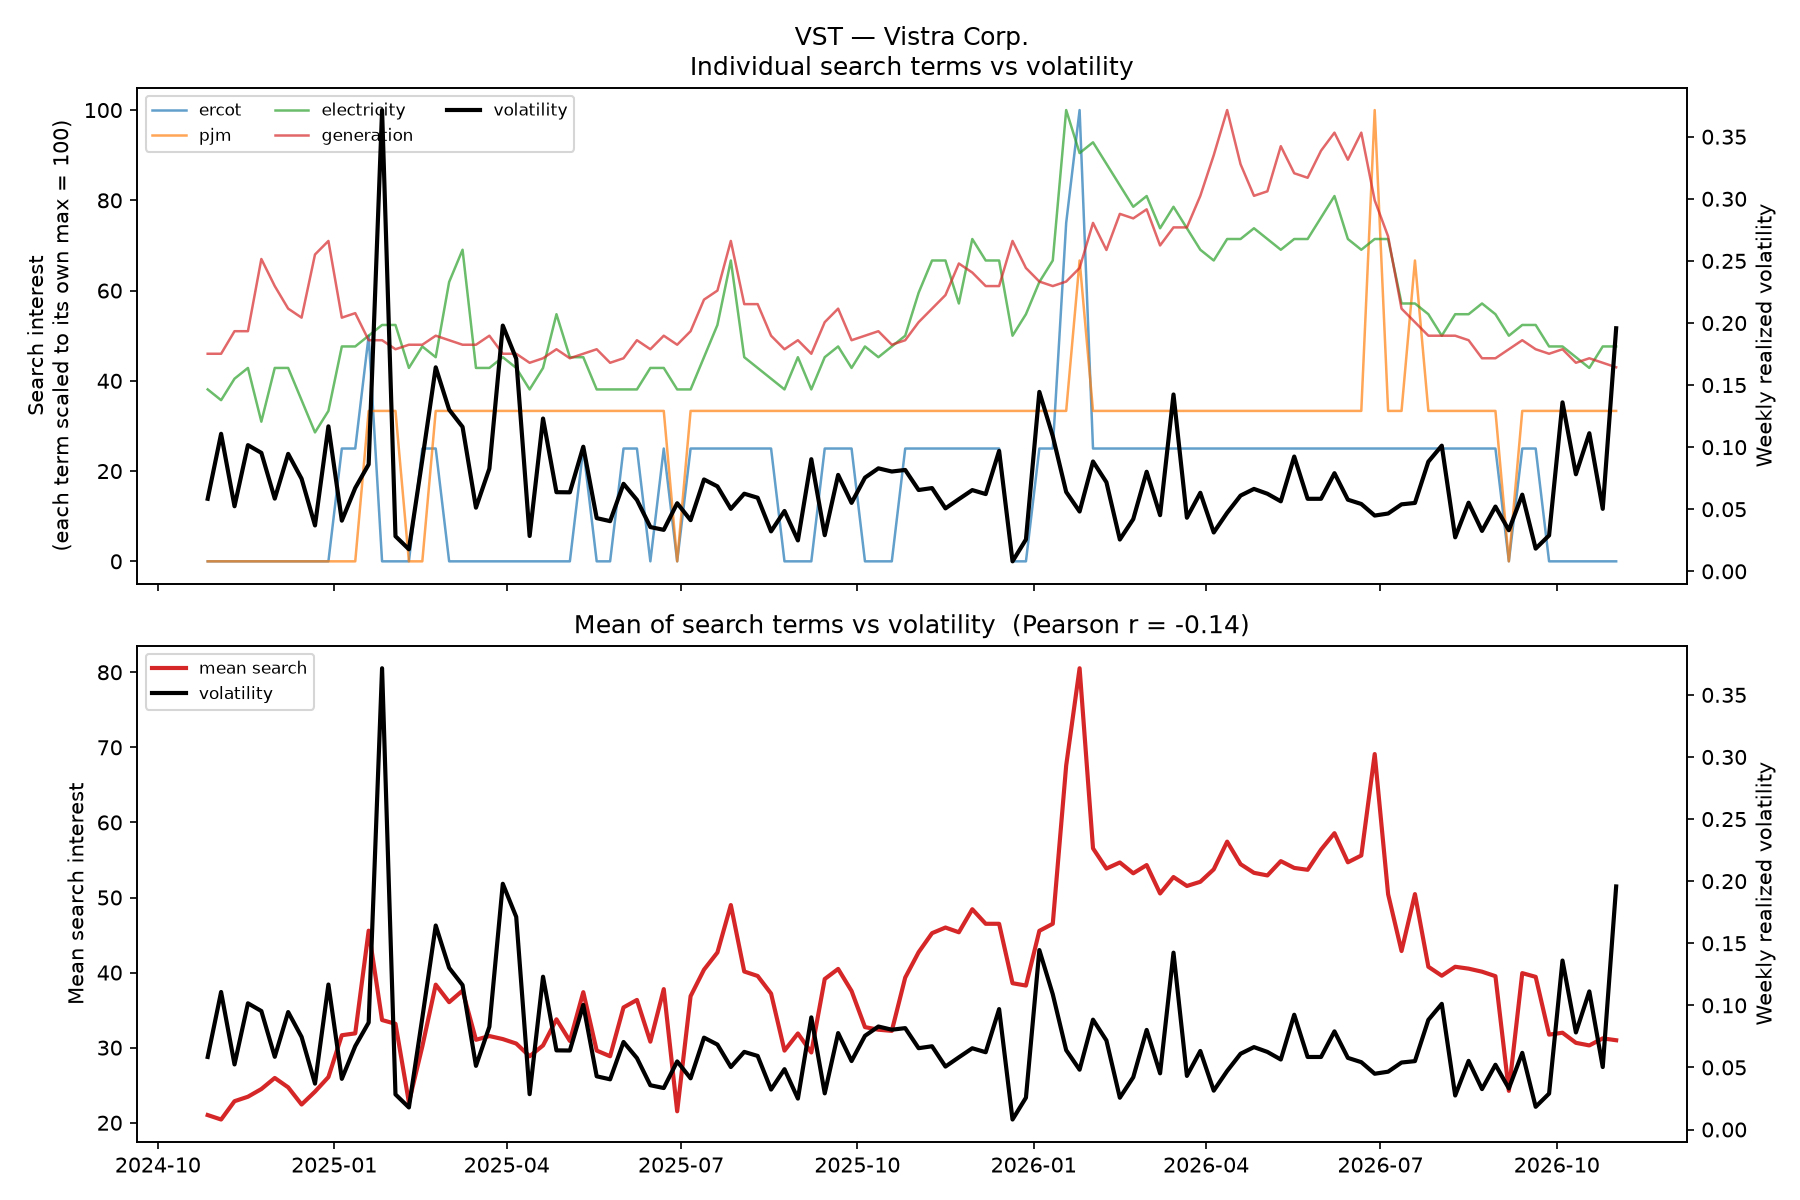 VST — Vistra Corp.
Individual search terms vs volatility
ercot
pjm
electricity
generation
volatility
Search interest
(each term scaled to its own max = 100)
100
80
60
40
20
0
Weekly realized volatility
0.35
0.30
0.25
0.20
0.15
0.10
0.05
0.00
Mean of search terms vs volatility (Pearson r = -0.14)
mean search
volatility
Mean search interest
80
70
60
50
40
30
20
Weekly realized volatility
0.35
0.30
0.25
0.20
0.15
0.10
0.05
0.00
2024-10
2025-01
2025-04
2025-07
2025-10
2026-01
2026-04
2026-07
2026-10